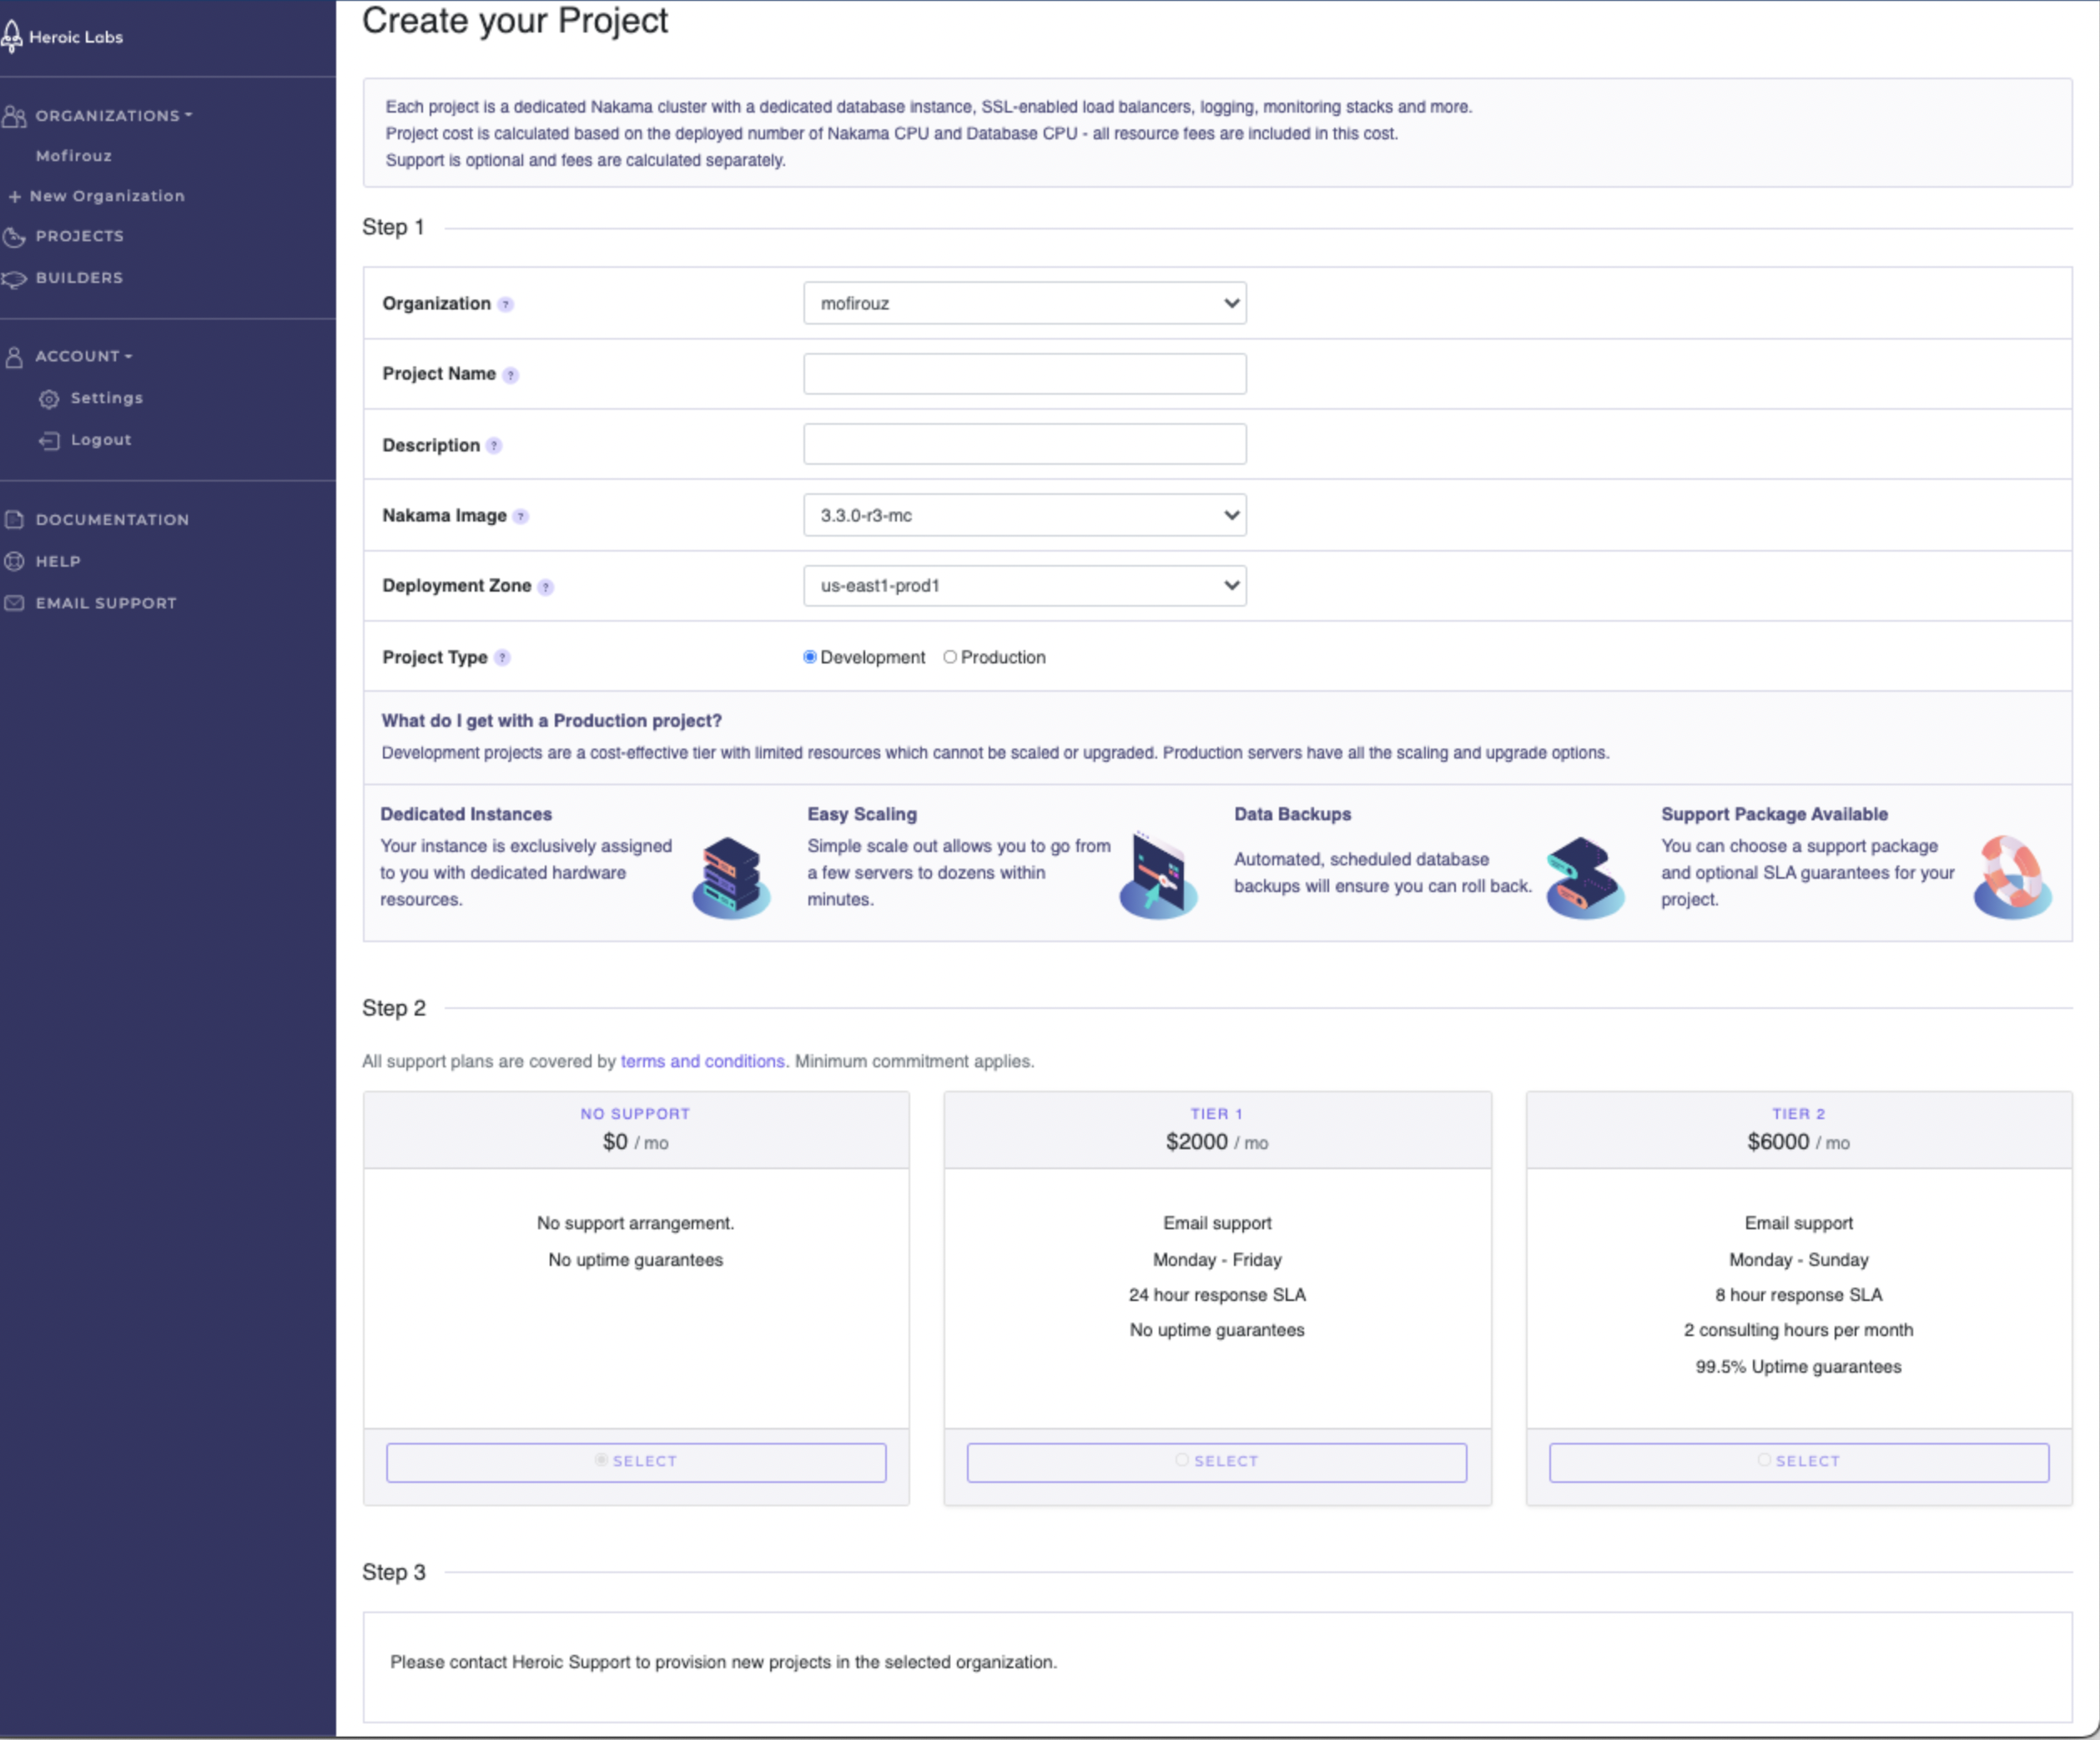 Heroic Labs
ORGANIZATIONS
Mofirouz
+ New Organization
PROJECTS
BUILDERS
ACCOUNT
Settings
Logout
DOCUMENTATION
HELP
EMAIL SUPPORT
Create your Project
Each project is a dedicated Nakama cluster with a dedicated database instance, SSL-enabled load balancers, logging, monitoring stacks and more.
Project cost is calculated based on the deployed number of Nakama CPU and Database CPU - all resource fees are included in this cost.
Support is optional and fees are calculated separately.
Step 1
Organization ? mofirouz
Project Name ?
Description ?
Nakama Image ? 3.3.0-r3-mc
Deployment Zone ? us-east1-prod1
Project Type ? Development Production
What do I get with a Production project?
Development projects are a cost-effective tier with limited resources which cannot be scaled or upgraded. Production servers have all the scaling and upgrade options.
Dedicated Instances
Your instance is exclusively assigned
to you with dedicated hardware
resources.
Easy Scaling
Simple scale out allows you to go from
a few servers to dozens within
minutes.
Data Backups
Automated, scheduled database
backups will ensure you can roll back.
Support Package Available
You can choose a support package
and optional SLA guarantees for your
project.
Step 2
All support plans are covered by terms and conditions. Minimum commitment applies.
NO SUPPORT
$0 / mo
No support arrangement.
No uptime guarantees
SELECT
TIER 1
$2000 / mo
Email support
Monday - Friday
24 hour response SLA
No uptime guarantees
SELECT
TIER 2
$6000 / mo
Email support
Monday - Sunday
8 hour response SLA
2 consulting hours per month
99.5% Uptime guarantees
SELECT
Step 3
Please contact Heroic Support to provision new projects in the selected organization.